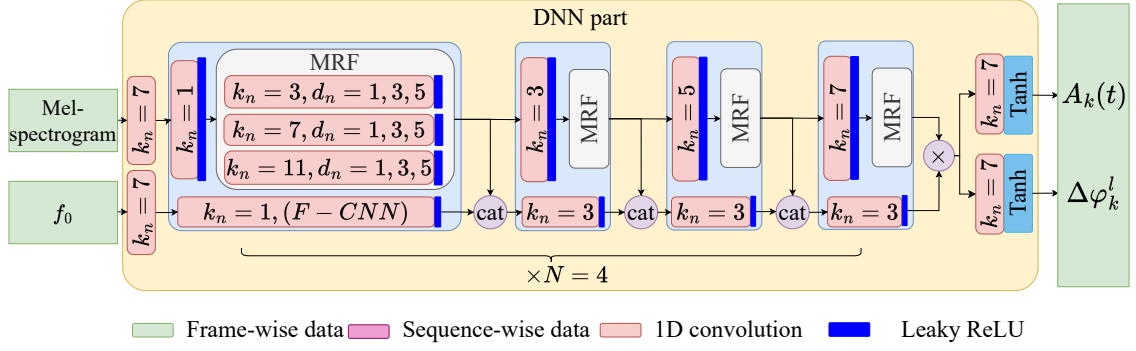 DNN part
Mel-
spectrogram
k_n = 7
k_n = 1
MRF
k_n = 3, d_n = 1, 3, 5
k_n = 7, d_n = 1, 3, 5
k_n = 11, d_n = 1, 3, 5
k_n = 3
MRF
k_n = 5
MRF
k_n = 7
MRF
×
k_n = 7
Tanh
A_k(t)
f_0
k_n = 7
k_n = 1, (F − CNN)
cat
k_n = 3
cat
k_n = 3
cat
k_n = 3
k_n = 7
Tanh
Δφ_k^l
×N = 4
Frame-wise data
Sequence-wise data
1D convolution
Leaky ReLU